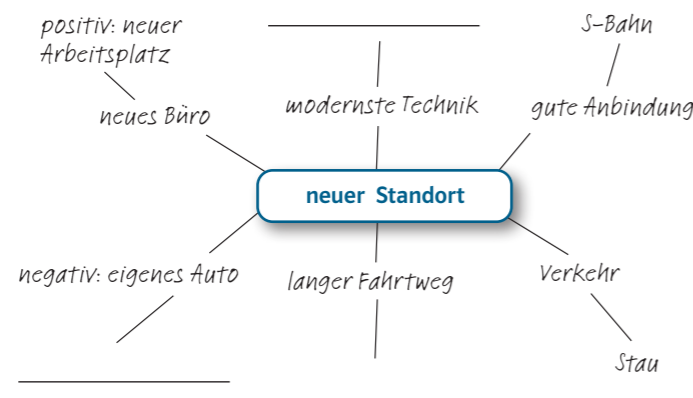 positiv: neuer
Arbeitsplatz
S-Bahn
neues Büro
modernste Technik
gute Anbindung
neuer Standort
negativ: eigenes Auto
langer Fahrtweg
Verkehr
Stau